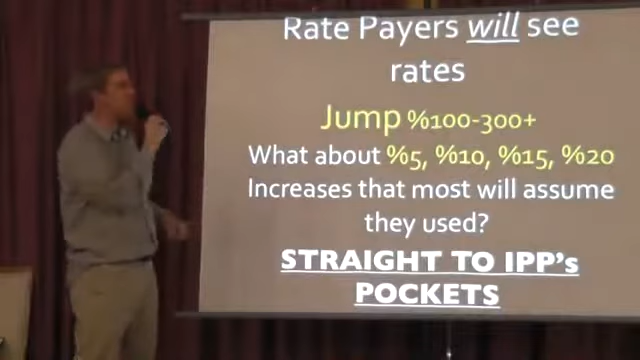 Rate Payers will see
rates
Jump %100-300+
What about %5, %10, %15, %20
Increases that most will assume
they used?
STRAIGHT TO IPP's
POCKETS